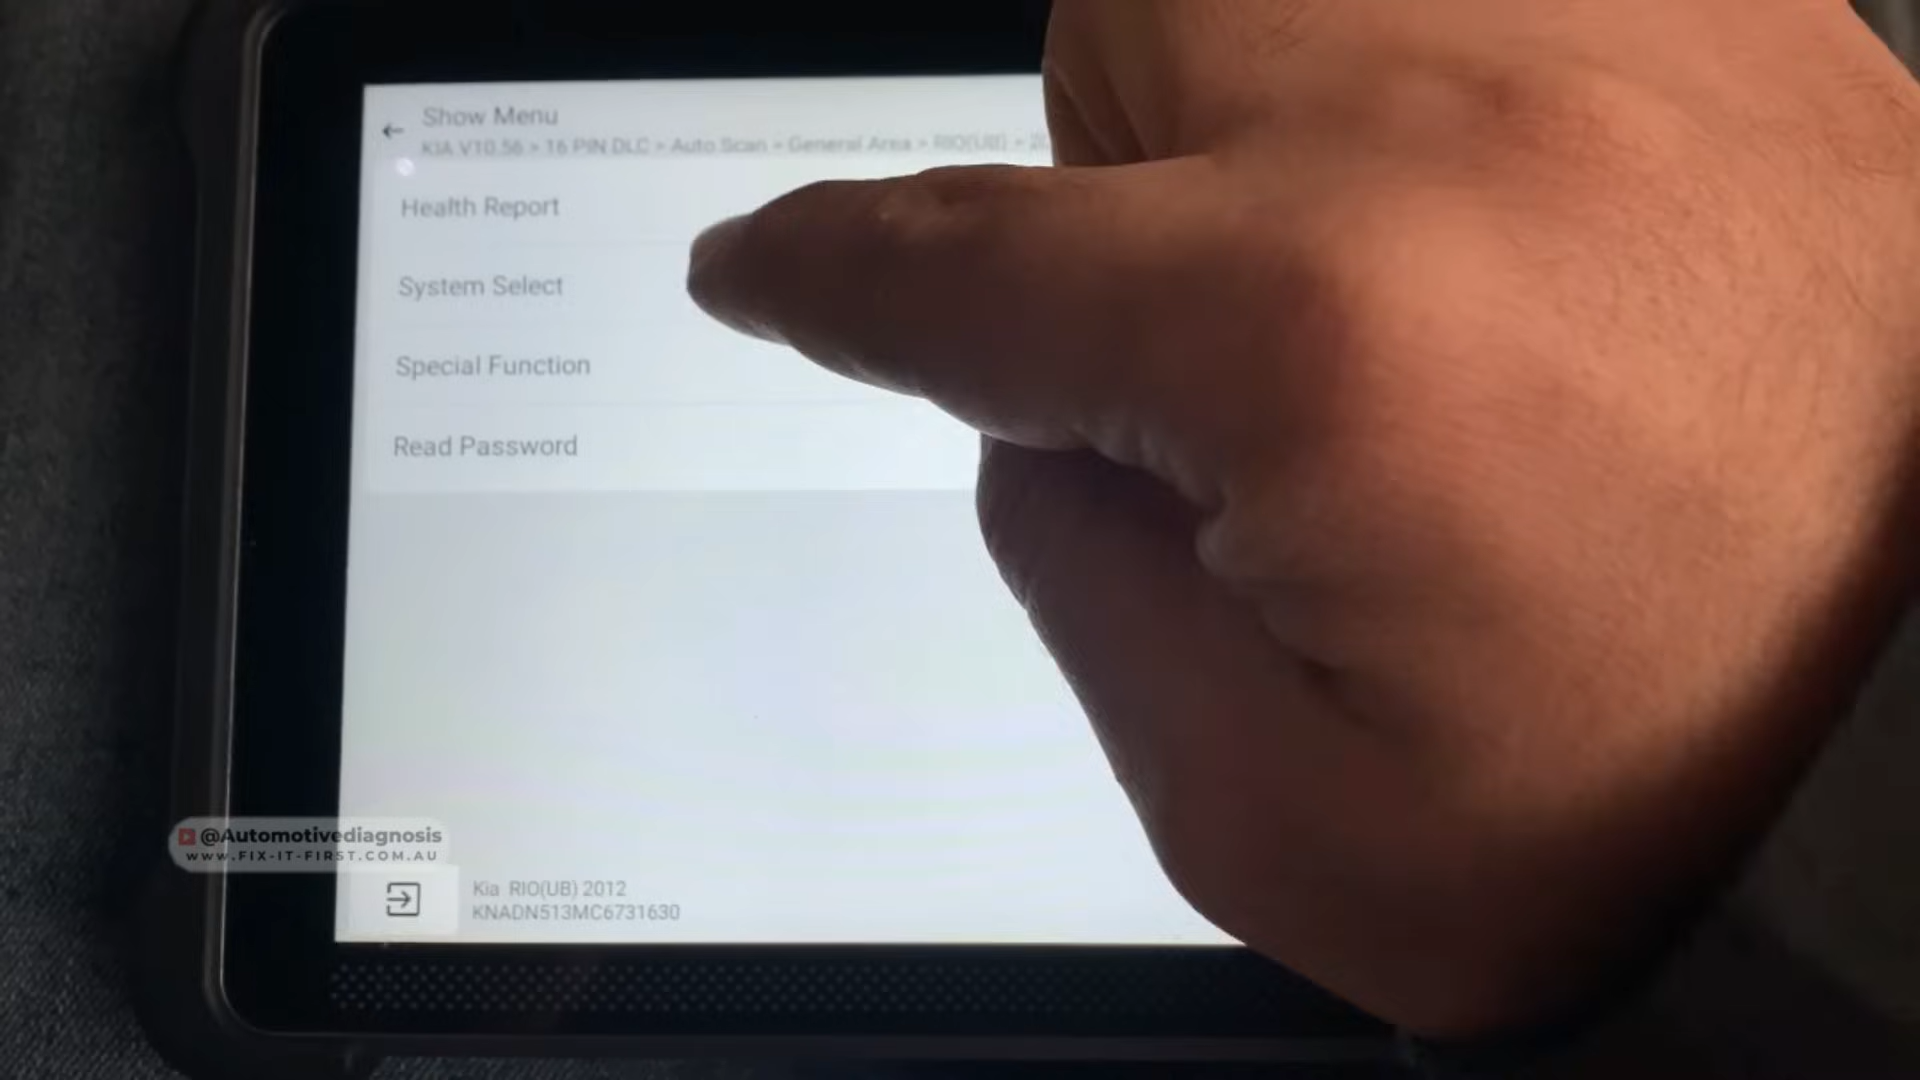 Show Menu
KIA V10.56 > 16 PIN DLC > Auto Scan > General Area > RIO(UB) >
Health Report
System Select
Special Function
Read Password
@Automotivediagnosis
WWW.FIX-IT-FIRST.COM.AU
Kia RIO(UB) 2012
KNADN513MC6731630